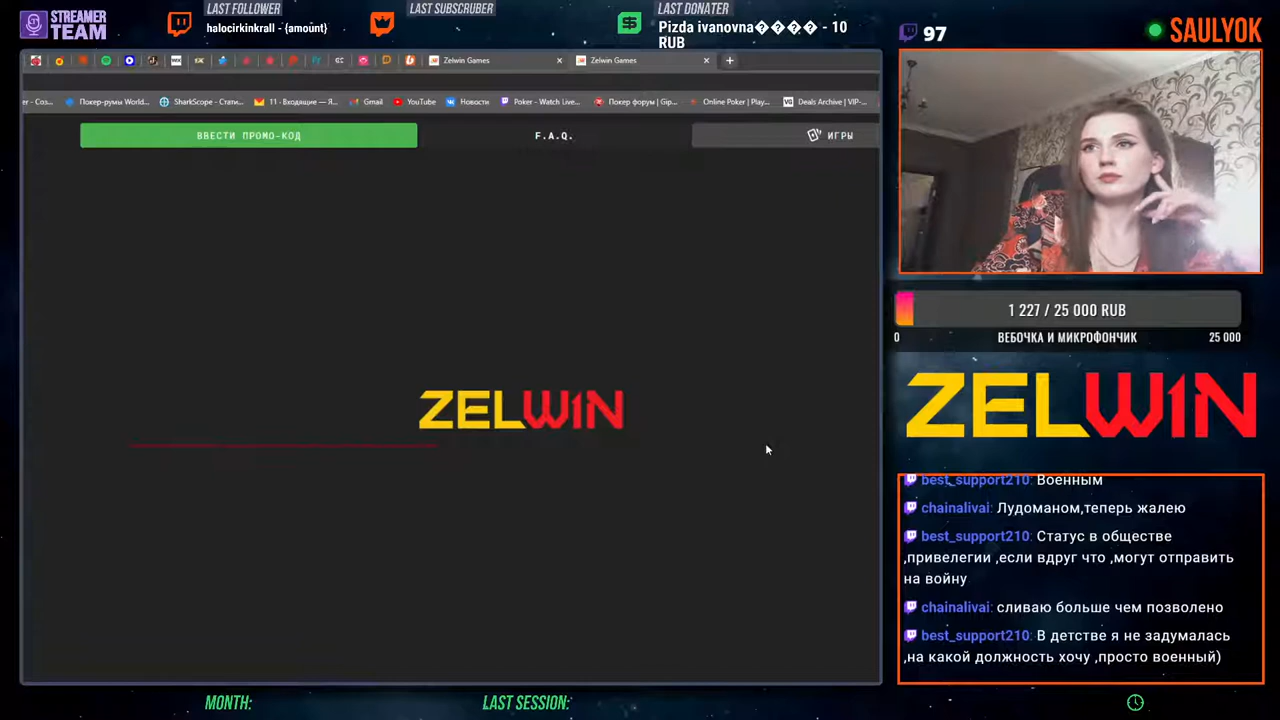 STREAMER
TEAM
LAST FOLLOWER
halocirkinkrall - {amount}
LAST SUBSCRUBER
LAST DONATER
Pizda ivanovna���� - 10
RUB
97
SAULYOK
Zelwin Games
Zelwin Games
er - Coз...
Покер-румы World...
SharkScope - Стати...
11 · Входящие — Я...
Gmail
YouTube
Новости
Poker - Watch Live...
Покер форум | Gip...
Online Poker | Play...
Deals Archive | VIP-...
ВВЕСТИ ПРОМО-КОД
F.A.Q.
ИГРЫ
ZELWIN
1 227 / 25 000 RUB
0
ВЕБОЧКА И МИКРОФОНЧИК
25 000
ZELWIN
best_support210: Военным
chainalivai: Лудоманом,теперь жалею
best_support210: Статус в обществе
,привелегии ,если вдруг что ,могут отправить
на войну
chainalivai: сливаю больше чем позволено
best_support210: В детстве я не задумалась
,на какой должность хочу ,просто военный)
MONTH:
LAST SESSION: